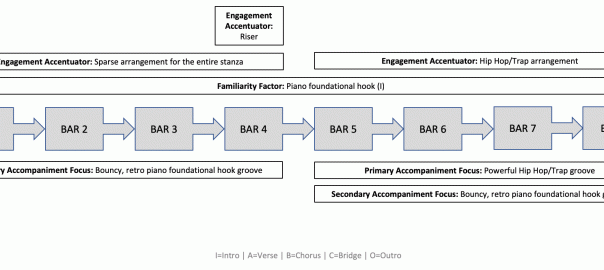 Engagement
Accentuator:
Riser
Engagement Accentuator: Sparse arrangement for the entire stanza
Engagement Accentuator: Hip Hop/Trap arrangement
Familiarity Factor: Piano foundational hook (I)
BAR 2
BAR 3
BAR 4
BAR 5
BAR 6
BAR 7
Accompaniment Focus: Bouncy, retro piano foundational hook groove
Primary Accompaniment Focus: Powerful Hip Hop/Trap groove
Secondary Accompaniment Focus: Bouncy, retro piano foundational hook
I=Intro | A=Verse | B=Chorus | C=Bridge | O=Outro